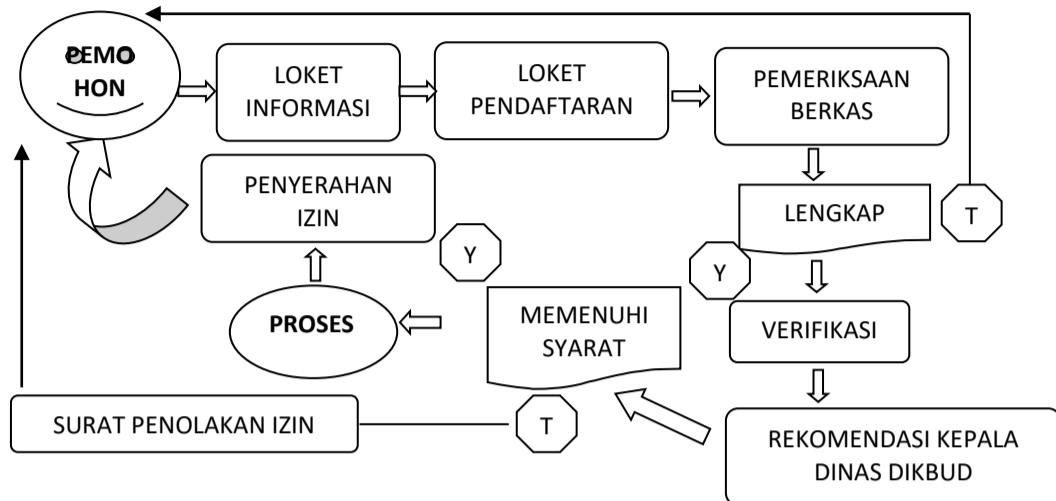 PEMO
HON
LOKET
INFORMASI
LOKET
PENDAFTARAN
PEMERIKSAAN
BERKAS
LENGKAP
T
Y
VERIFIKASI
REKOMENDASI KEPALA
DINAS DIKBUD
MEMENUHI
SYARAT
Y
T
PROSES
PENYERAHAN
IZIN
SURAT PENOLAKAN IZIN